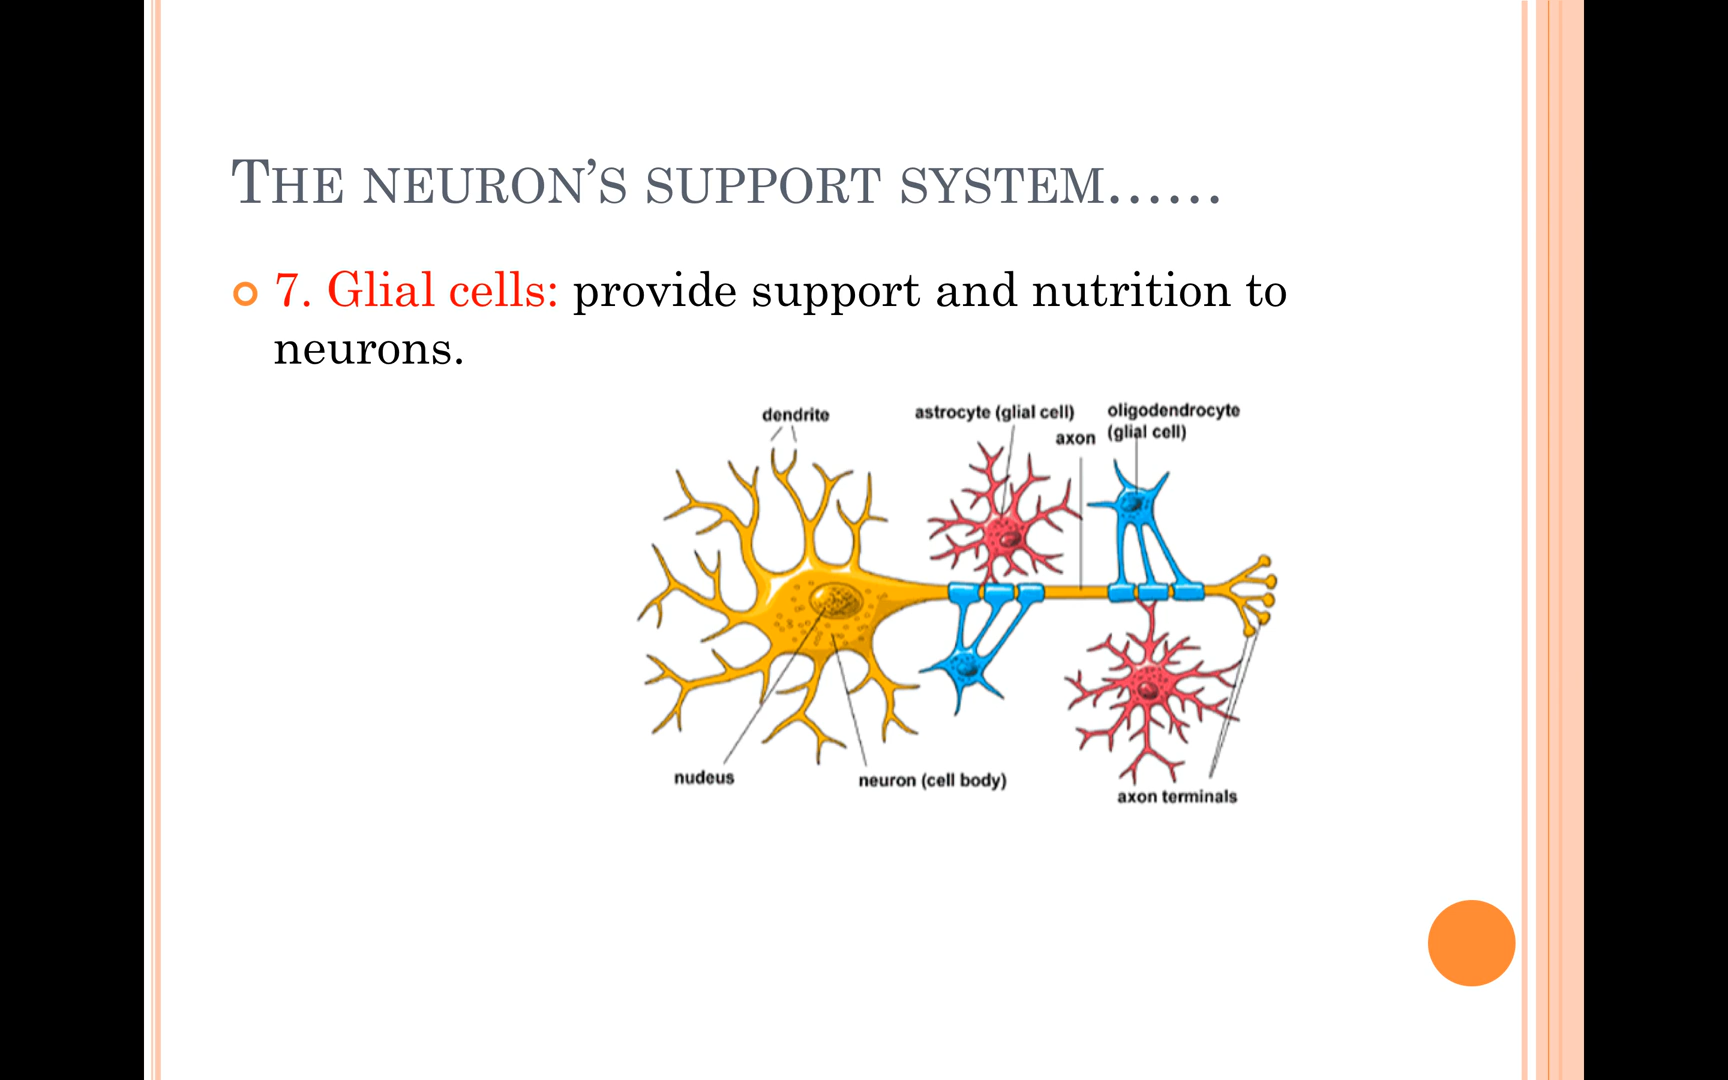 THE NEURON'S SUPPORT SYSTEM......
7. Glial cells: provide support and nutrition to
neurons.
dendrite
astrocyte (glial cell)
axon
oligodendrocyte
(glial cell)
nudeus
neuron (cell body)
axon terminals